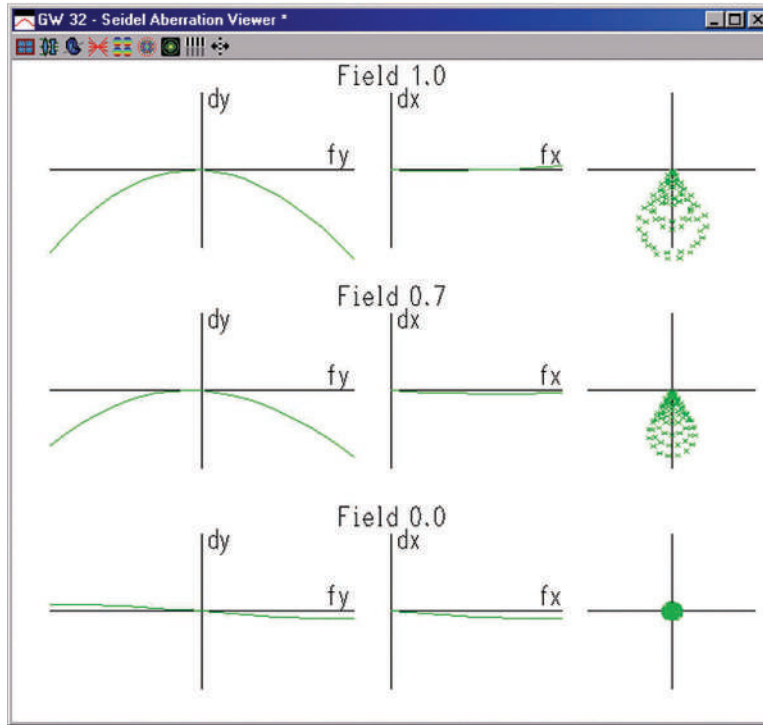 GW 32 - Seidel Aberration Viewer *
Field 1.0
dy dx
fy fx
Field 0.7
dy dx
fy fx
Field 0.0
dy dx
fy fx